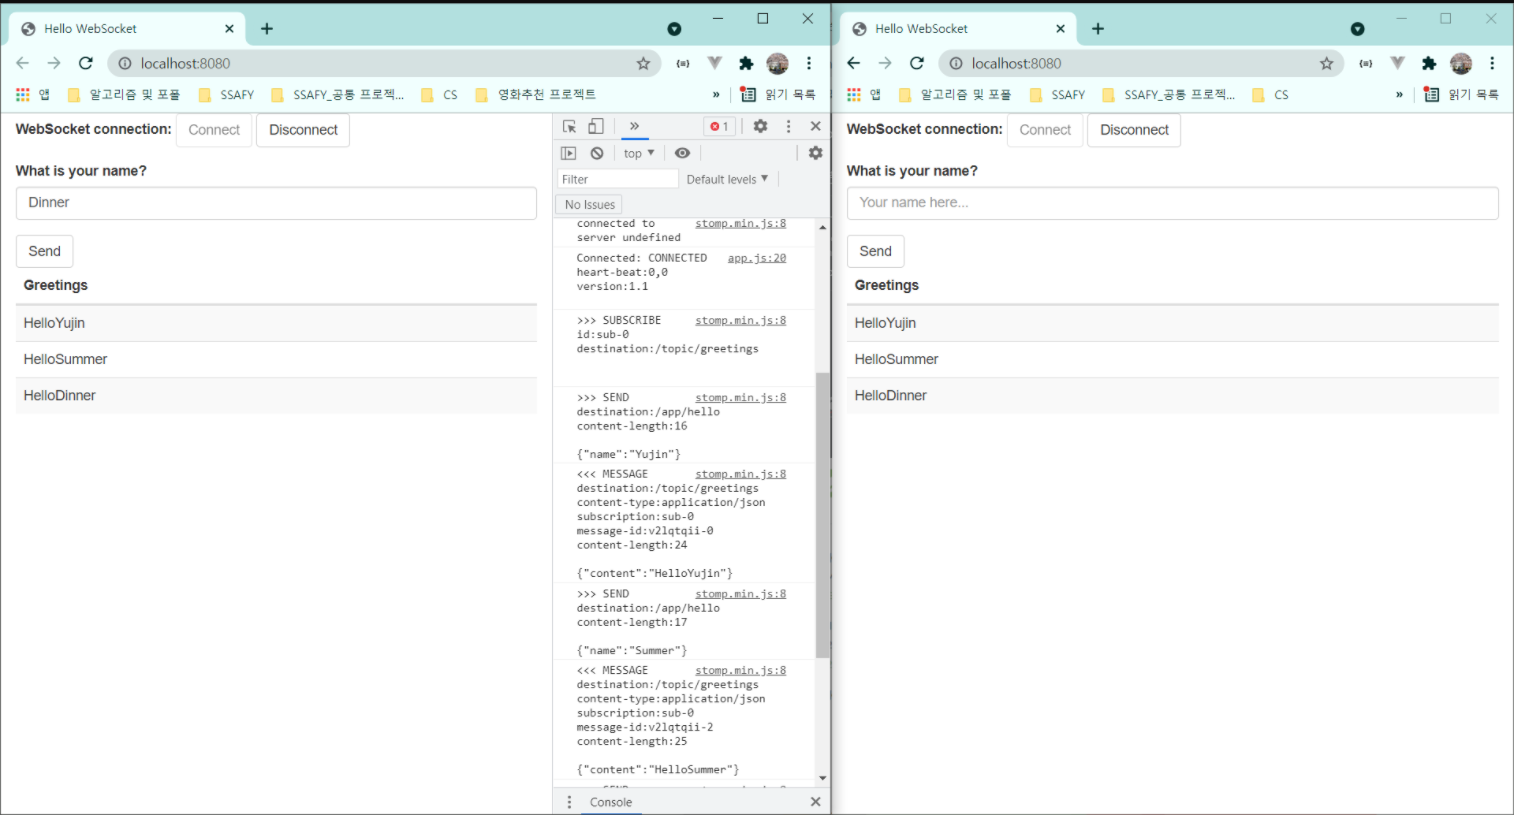 Hello WebSocket
localhost:8080
앱 알고리즘 및 포폴 SSAFY SSAFY_공통 프로젝... CS 영화추천 프로젝트 » 읽기 목록
WebSocket connection: Connect Disconnect
What is your name?
Dinner
Send
Greetings
HelloYujin
HelloSummer
HelloDinner
» 1
top
Filter Default levels
No Issues
connected to stomp.min.js:8
server undefined
Connected: CONNECTED app.js:20
heart-beat:0,0
version:1.1
>>> SUBSCRIBE stomp.min.js:8
id:sub-0
destination:/topic/greetings
>>> SEND stomp.min.js:8
destination:/app/hello
content-length:16
{"name":"Yujin"}
<<< MESSAGE stomp.min.js:8
destination:/topic/greetings
content-type:application/json
subscription:sub-0
message-id:v2lqtqii-0
content-length:24
{"content":"HelloYujin"}
>>> SEND stomp.min.js:8
destination:/app/hello
content-length:17
{"name":"Summer"}
<<< MESSAGE stomp.min.js:8
destination:/topic/greetings
content-type:application/json
subscription:sub-0
message-id:v2lqtqii-2
content-length:25
{"content":"HelloSummer"}
Console
Hello WebSocket
localhost:8080
앱 알고리즘 및 포폴 SSAFY SSAFY_공통 프로젝... CS » 읽기 목록
WebSocket connection: Connect Disconnect
What is your name?
Your name here...
Send
Greetings
HelloYujin
HelloSummer
HelloDinner